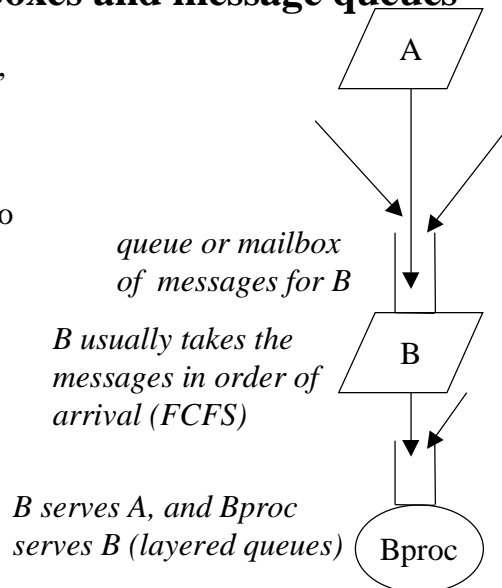 oxes and message queues
A
,
o
queue or mailbox
of messages for B
B usually takes the
messages in order of
arrival (FCFS)
B
B serves A, and Bproc
serves B (layered queues)
Bproc